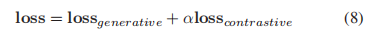 loss = loss_generative + αloss_contrastive (8)